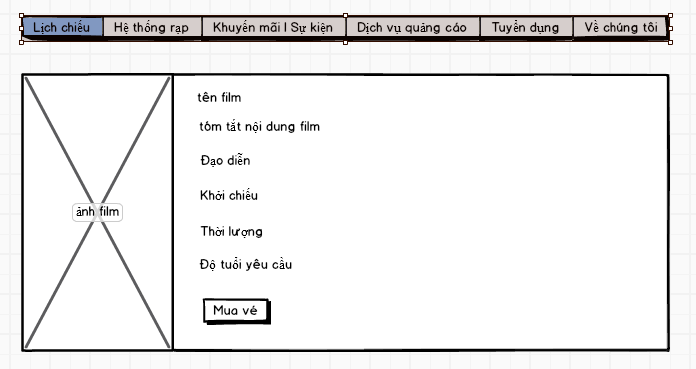 Lịch chiếu Hệ thống rạp Khuyến mãi | Sự kiện Dịch vụ quảng cáo Tuyển dụng Về chúng tôi
tên film
tóm tắt nội dung film
Đạo diễn
Khởi chiếu
ảnh film
Thời lượng
Độ tuổi yêu cầu
Mua vé